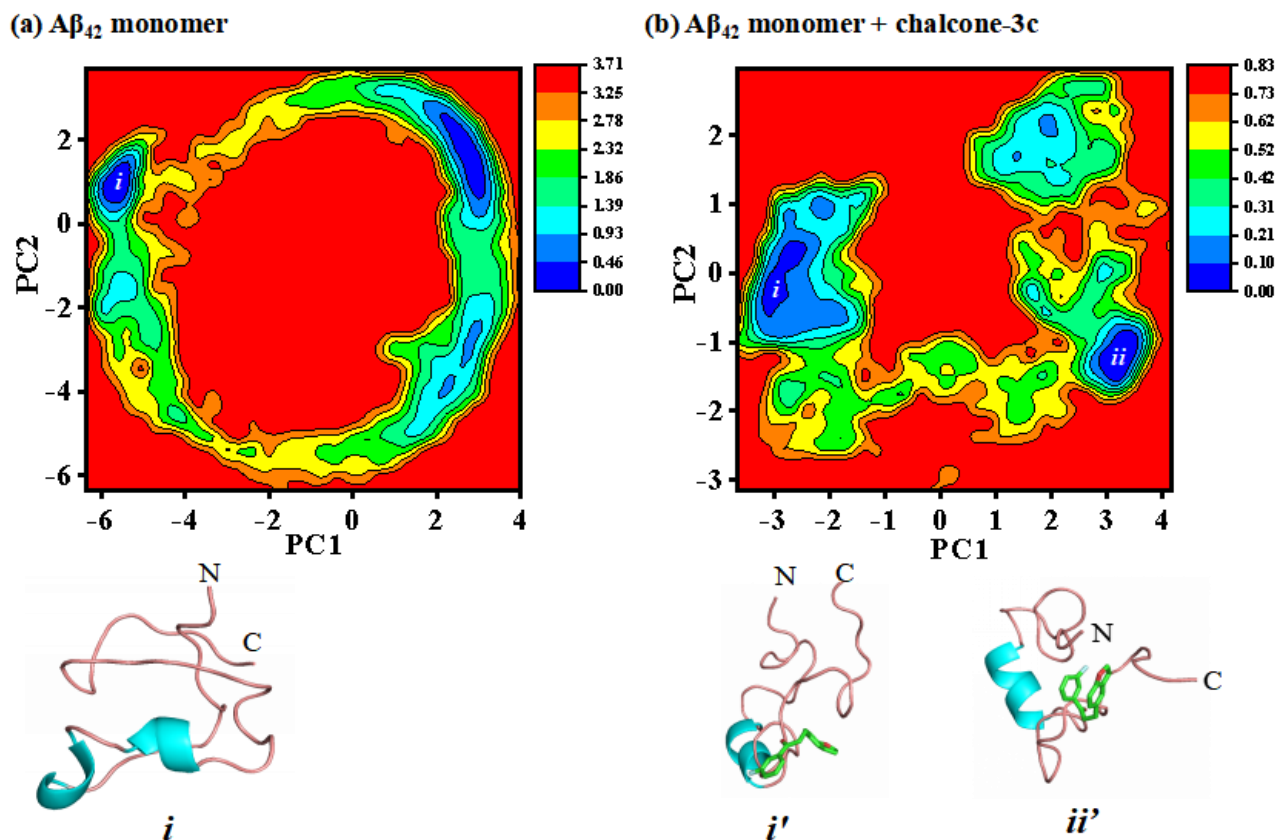 (a) Aβ₄₂ monomer
(b) Aβ₄₂ monomer + chalcone-3c
3.71
3.25
2.78
2.32
1.86
1.39
0.93
0.46
0.00
2
0
-2
-4
-6
PC2
i
-6
-4
-2
0
2
4
PC1
0.83
0.73
0.62
0.52
0.42
0.31
0.21
0.10
0.00
2
1
0
-1
-2
-3
PC2
i
ii
-3
-2
-1
0
1
2
3
4
PC1
N
C
i
N
C
i'
N
C
ii’